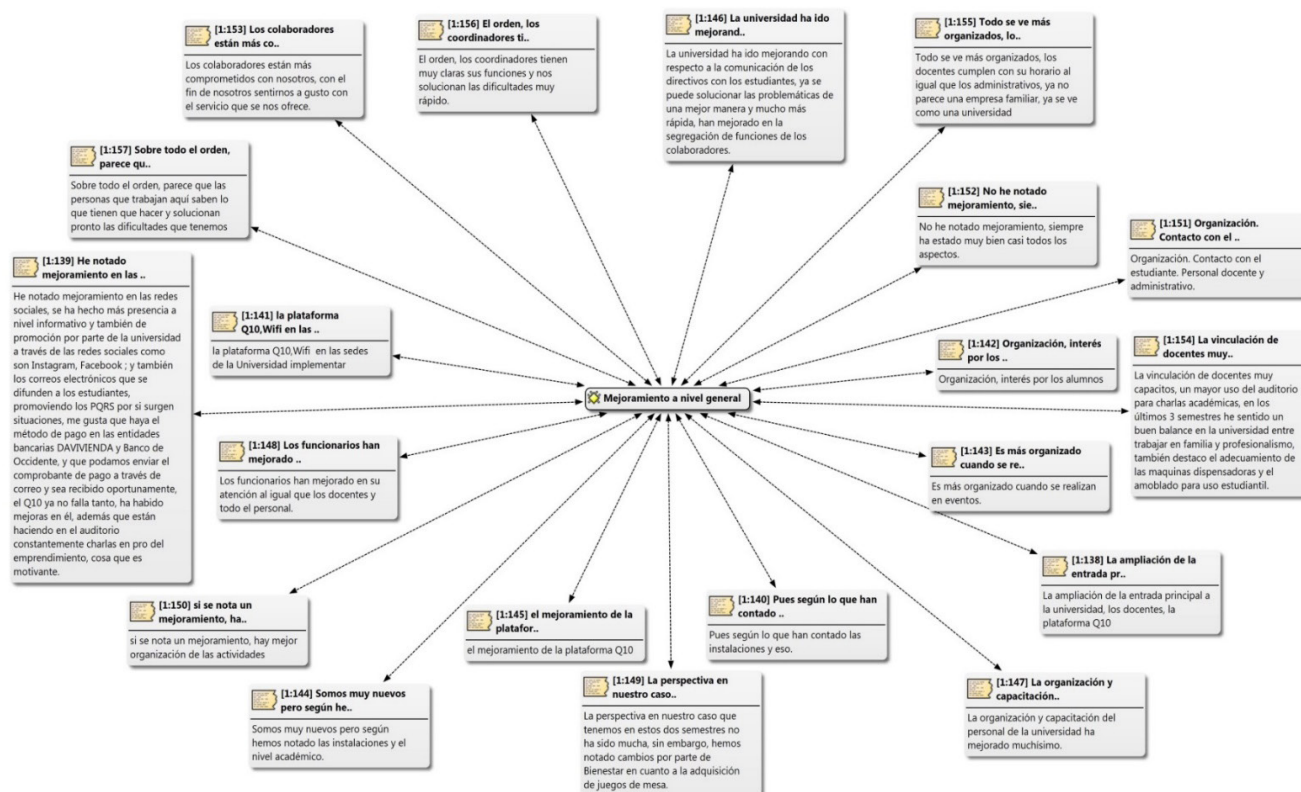 [1:153] Los colaboradores
están más co..
Los colaboradores están más
comprometidos con nosotros, con el
fin de nosotros sentirnos a gusto con
el servicio que se nos ofrece.
[1:156] El orden, los
coordinadores ti..
El orden, los coordinadores tienen
muy claras sus funciones y nos
solucionan las dificultades muy
rápido.
[1:146] La universidad ha ido
mejorand..
La universidad ha ido mejorando con
respecto a la comunicación de los
directivos con los estudiantes, ya se
puede solucionar las problemáticas de
una mejor manera y mucho más
rápida, han mejorado en la
segregación de funciones de los
colaboradores.
[1:155] Todo se ve más
organizados, lo..
Todo se ve más organizados, los
docentes cumplen con su horario al
igual que los administrativos, ya no
parece una empresa familiar, ya se ve
como una universidad
[1:157] Sobre todo el orden,
parece qu..
Sobre todo el orden, parece que las
personas que trabajan aquí saben lo
que tienen que hacer y solucionan
pronto las dificultades que tenemos
[1:152] No he notado
mejoramiento, sie..
No he notado mejoramiento, siempre
ha estado muy bien casi todos los
aspectos.
[1:151] Organización.
Contacto con el ..
Organización. Contacto con el
estudiante. Personal docente y
administrativo.
[1:139] He notado
mejoramiento en las ..
He notado mejoramiento en las redes
sociales, se ha hecho más presencia a
nivel informativo y también de
promoción por parte de la universidad
a través de las redes sociales como
son Instagram, Facebook ; y también
los correos electrónicos que se
difunden a los estudiantes,
promoviendo los PQRS por si surgen
situaciones, me gusta que haya el
método de pago en las entidades
bancarias DAVIVIENDA y Banco de
Occidente, y que podamos enviar el
comprobante de pago a través de
correo y sea recibido oportunamente,
el Q10 ya no falla tanto, ha habido
mejoras en él, además que están
haciendo en el auditorio
constantemente charlas en pro del
emprendimiento, cosa que es
motivante.
[1:141] la plataforma
Q10,Wifi en las ..
la plataforma Q10,Wifi  en las sedes
de la Universidad implementar
[1:142] Organización, interés
por los ..
Organización, interés por los alumnos
[1:154] La vinculación de
docentes muy..
La vinculación de docentes muy
capacitos, un mayor uso del auditorio
para charlas académicas, en los
últimos 3 semestres he sentido un
buen balance en la universidad entre
trabajar en familia y profesionalismo,
también destaco el adecuamiento de
las maquinas dispensadoras y el
amoblado para uso estudiantil.
Mejoramiento a nivel general
[1:148] Los funcionarios han
mejorado ..
Los funcionarios han mejorado en su
atención al igual que los docentes y
todo el personal.
[1:143] Es más organizado
cuando se re..
Es más organizado cuando se realizan
en eventos.
[1:138] La ampliación de la
entrada pr..
La ampliación de la entrada principal a
la universidad, los docentes, la
plataforma Q10
[1:150] si se nota un
mejoramiento, ha..
si se nota un mejoramiento, hay mejor
organización de las actividades
[1:145] el mejoramiento de la
platafor..
el mejoramiento de la plataforma Q10
[1:140] Pues según lo que han
contado ..
Pues según lo que han contado las
instalaciones y eso.
[1:144] Somos muy nuevos
pero según he..
Somos muy nuevos pero según
hemos notado las instalaciones y el
nivel académico.
[1:149] La perspectiva en
nuestro caso..
La perspectiva en nuestro caso que
tenemos en estos dos semestres no
ha sido mucha, sin embargo, hemos
notado cambios por parte de
Bienestar en cuanto a la adquisición
de juegos de mesa.
[1:147] La organización y
capacitación..
La organización y capacitación del
personal de la universidad ha
mejorado muchísimo.